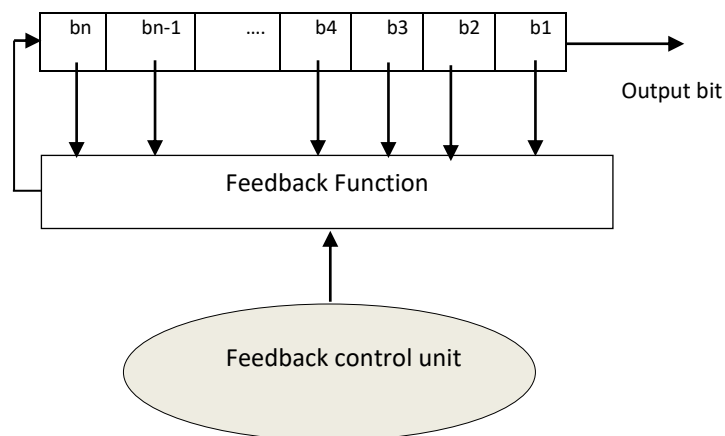 bn bn-1 .... b4 b3 b2 b1
Output bit
Feedback Function
Feedback control unit